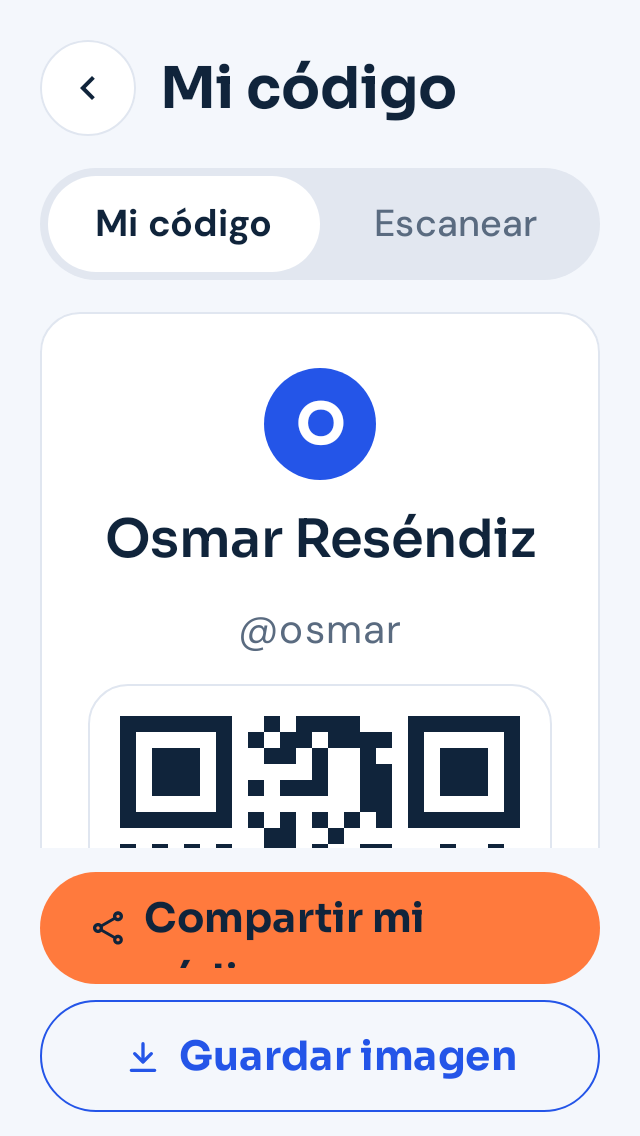 Mi código
Mi código
Escanear
O
Osmar Reséndiz
@osmar
Compartir mi
Guardar imagen